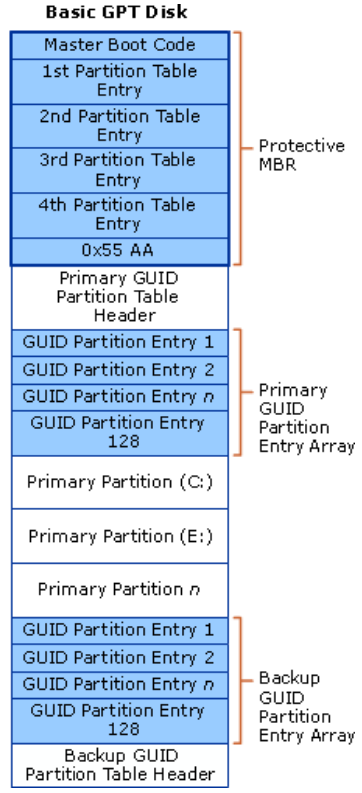 Basic GPT Disk
Master Boot Code
1st Partition Table
Entry
2nd Partition Table
Entry
3rd Partition Table
Entry
4th Partition Table
Entry
0x55 AA
Protective
MBR
Primary GUID
Partition Table
Header
GUID Partition Entry 1
GUID Partition Entry 2
GUID Partition Entry n
GUID Partition Entry
128
Primary
GUID
Partition
Entry Array
Primary Partition (C:)
Primary Partition (E:)
Primary Partition n
GUID Partition Entry 1
GUID Partition Entry 2
GUID Partition Entry n
GUID Partition Entry
128
Backup
GUID
Partition
Entry Array
Backup GUID
Partition Table Header